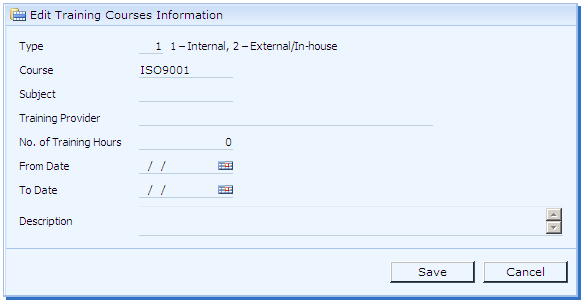 Edit Training Courses Information
Type 1 1 – Internal, 2 – External/In-house
Course ISO9001
Subject
Training Provider
No. of Training Hours 0
From Date / /
To Date / /
Description
Save Cancel